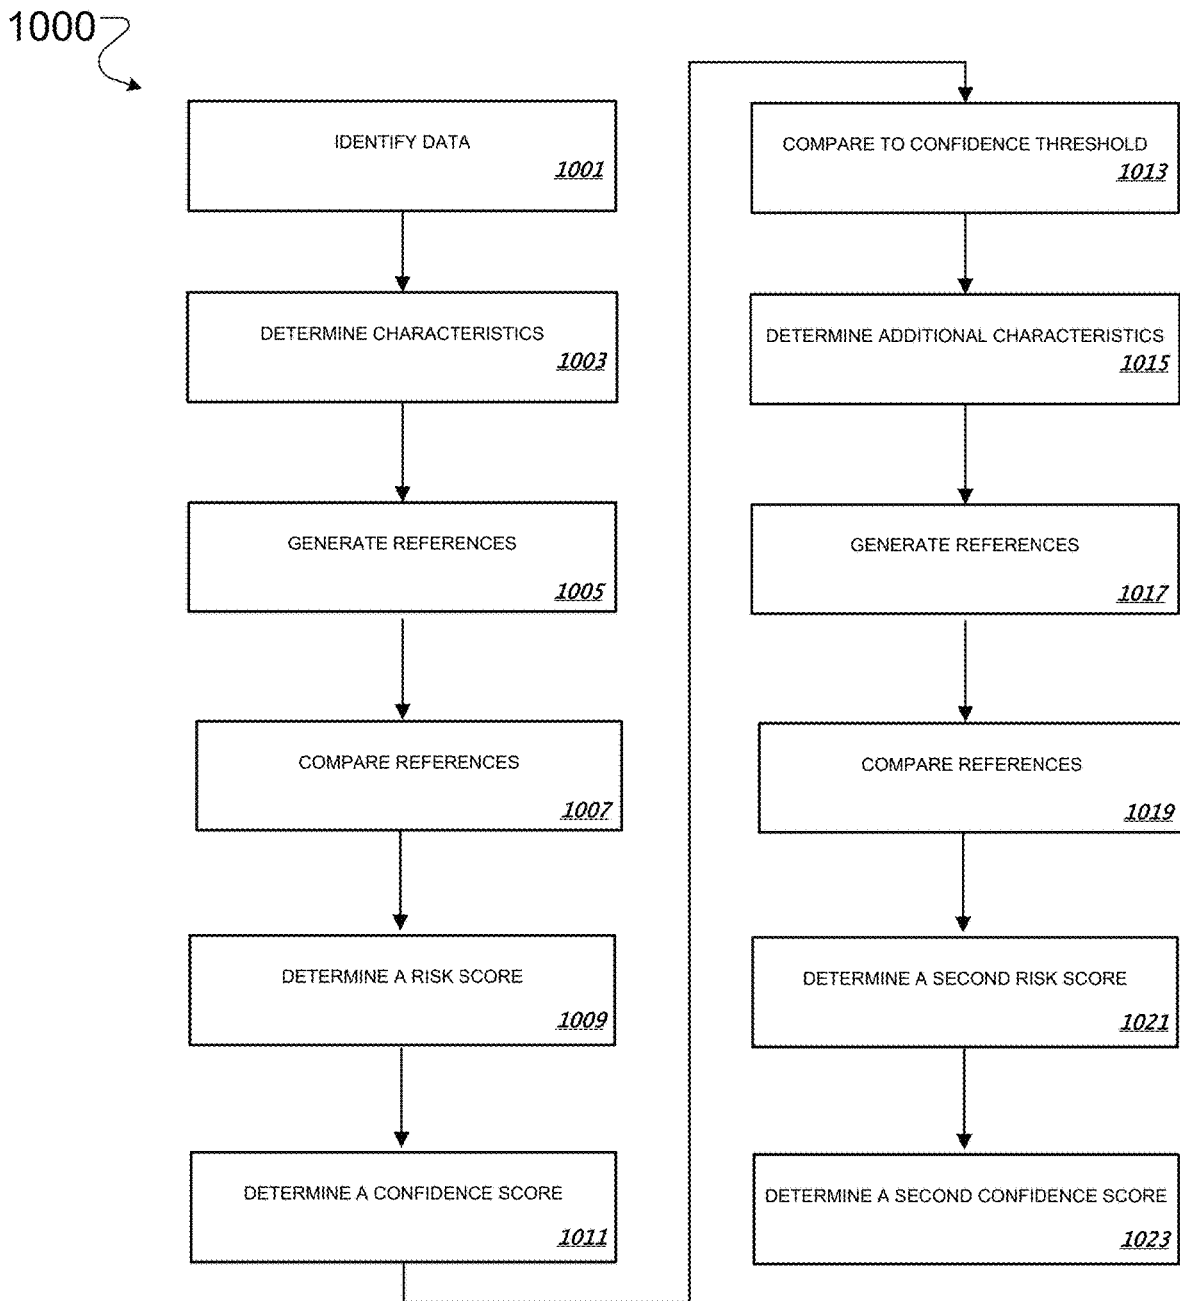 1000
IDENTIFY DATA
1001
DETERMINE CHARACTERISTICS
1003
GENERATE REFERENCES
1005
COMPARE REFERENCES
1007
DETERMINE A RISK SCORE
1009
DETERMINE A CONFIDENCE SCORE
1011
COMPARE TO CONFIDENCE THRESHOLD
1013
DETERMINE ADDITIONAL CHARACTERISTICS
1015
GENERATE REFERENCES
1017
COMPARE REFERENCES
1019
DETERMINE A SECOND RISK SCORE
1021
DETERMINE A SECOND CONFIDENCE SCORE
1023